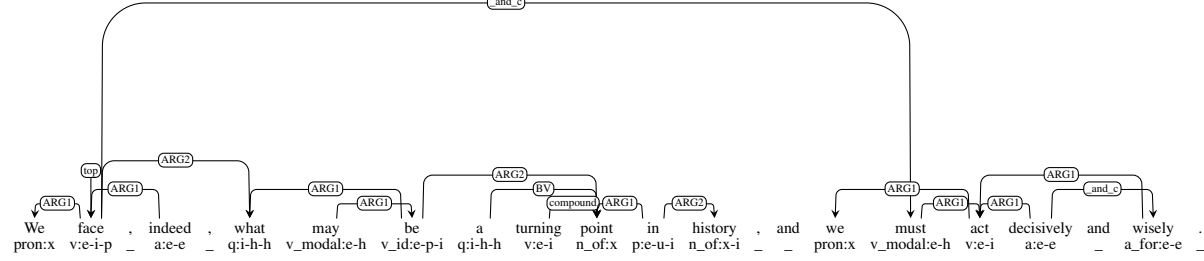 _and_c
ARG2
top
ARG1 ARG1 ARG1 ARG1 ARG2 BV compound ARG1 ARG2 ARG1 ARG1 ARG1 ARG1 _and_c
We face , indeed , what may be a turning point in history , and we must act decisively and wisely .
pron:x v:e-i-p _ a:e-e _ q:i-h-h v_modal:e-h v_id:e-p-i q:i-h-h v:e-i n_of:x p:e-u-i n_of:x-i _ _ pron:x v_modal:e-h v:e-i a:e-e _ a_for:e-e _